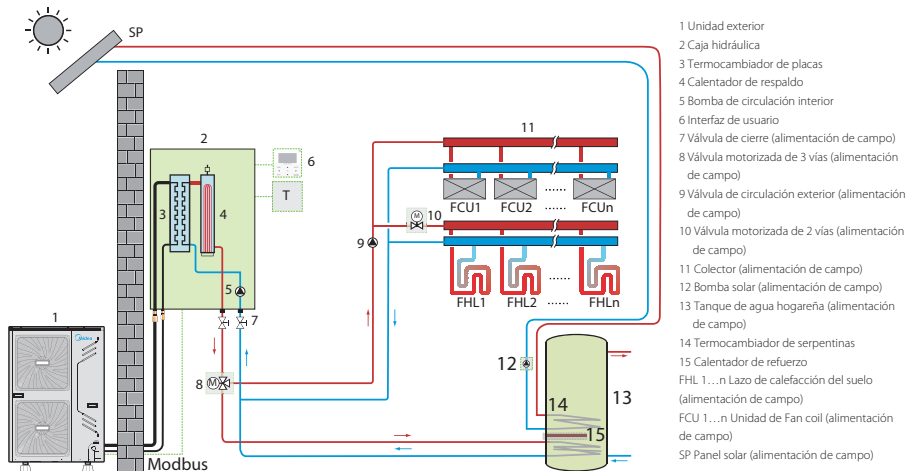 SP
2
6
T
3
4
5
7
1
Midea
8
M
Modbus
11
FCU1 FCU2 ...... FCUn
M
10
9
FHL1 FHL2 ...... FHLn
12
14
13
15
1 Unidad exterior
2 Caja hidráulica
3 Termocambiador de placas
4 Calentador de respaldo
5 Bomba de circulación interior
6 Interfaz de usuario
7 Válvula de cierre (alimentación de campo)
8 Válvula motorizada de 3 vías (alimentación
de campo)
9 Válvula de circulación exterior (alimentación
de campo)
10 Válvula motorizada de 2 vías (alimentación
de campo)
11 Colector (alimentación de campo)
12 Bomba solar (alimentación de campo)
13 Tanque de agua hogareña (alimentación
de campo)
14 Termocambiador de serpentinas
15 Calentador de refuerzo
FHL 1...n Lazo de calefacción del suelo
(alimentación de campo)
FCU 1...n Unidad de Fan coil (alimentación
de campo)
SP Panel solar (alimentación de campo)